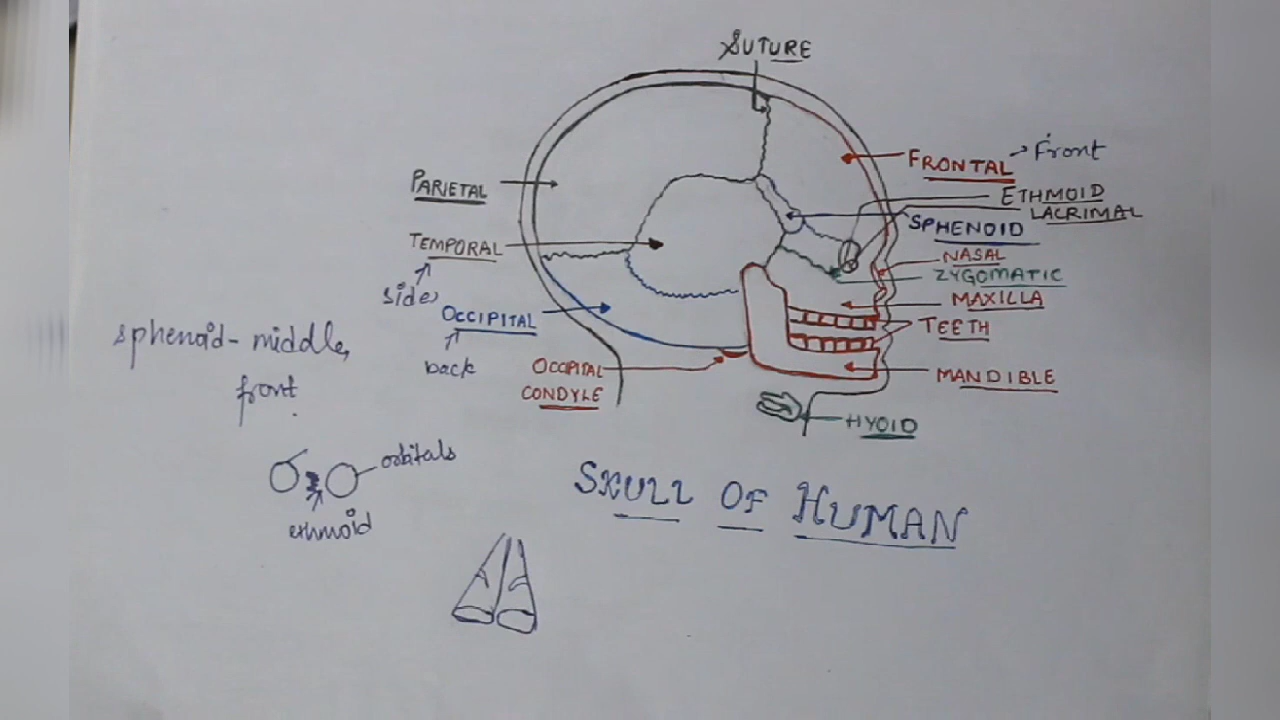 SUTURE
FRONTAL → Front
PARIETAL
ETHMOID
LACRIMAL
SPHENOID
TEMPORAL
NASAL
ZYGOMATIC
side
MAXILLA
OCCIPITAL
TEETH
sphenoid - middle,
front
back
OCCIPITAL
CONDYLE
MANDIBLE
HYOID
orbitals
ethmoid
SKULL OF HUMAN